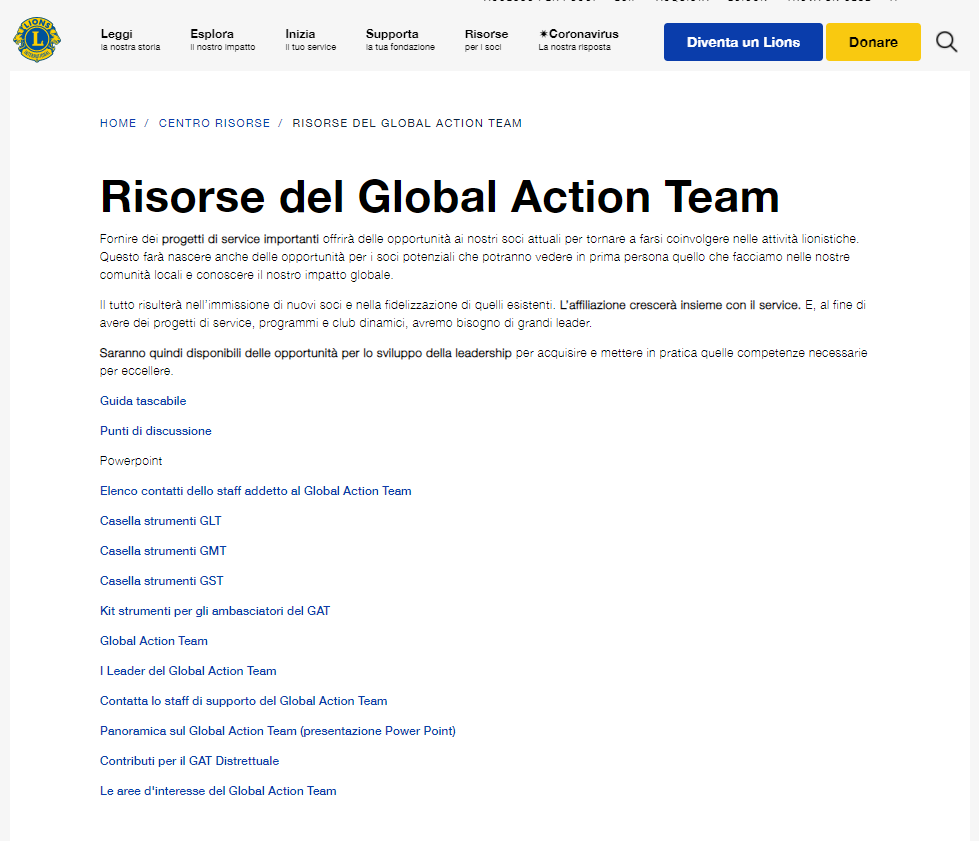 LIONS
L
Leggi
la nostra storia
Esplora
Il nostro impatto
Inizia
il tuo service
Supporta
la tua fondazione
Risorse
per i soci
✷Coronavirus
La nostra risposta
Diventa un Lions
Donare
HOME / CENTRO RISORSE / RISORSE DEL GLOBAL ACTION TEAM
Risorse del Global Action Team
Fornire dei progetti di service importanti offrirà delle opportunità ai nostri soci attuali per tornare a farsi coinvolgere nelle attività lionistiche.
Questo farà nascere anche delle opportunità per i soci potenziali che potranno vedere in prima persona quello che facciamo nelle nostre
comunità locali e conoscere il nostro impatto globale.
Il tutto risulterà nell'immissione di nuovi soci e nella fidelizzazione di quelli esistenti. L'affiliazione crescerà insieme con il service. E, al fine di
avere dei progetti di service, programmi e club dinamici, avremo bisogno di grandi leader.
Saranno quindi disponibili delle opportunità per lo sviluppo della leadership per acquisire e mettere in pratica quelle competenze necessarie
per eccellere.
Guida tascabile
Punti di discussione
Powerpoint
Elenco contatti dello staff addetto al Global Action Team
Casella strumenti GLT
Casella strumenti GMT
Casella strumenti GST
Kit strumenti per gli ambasciatori del GAT
Global Action Team
I Leader del Global Action Team
Contatta lo staff di supporto del Global Action Team
Panoramica sul Global Action Team (presentazione Power Point)
Contributi per il GAT Distrettuale
Le aree d'interesse del Global Action Team